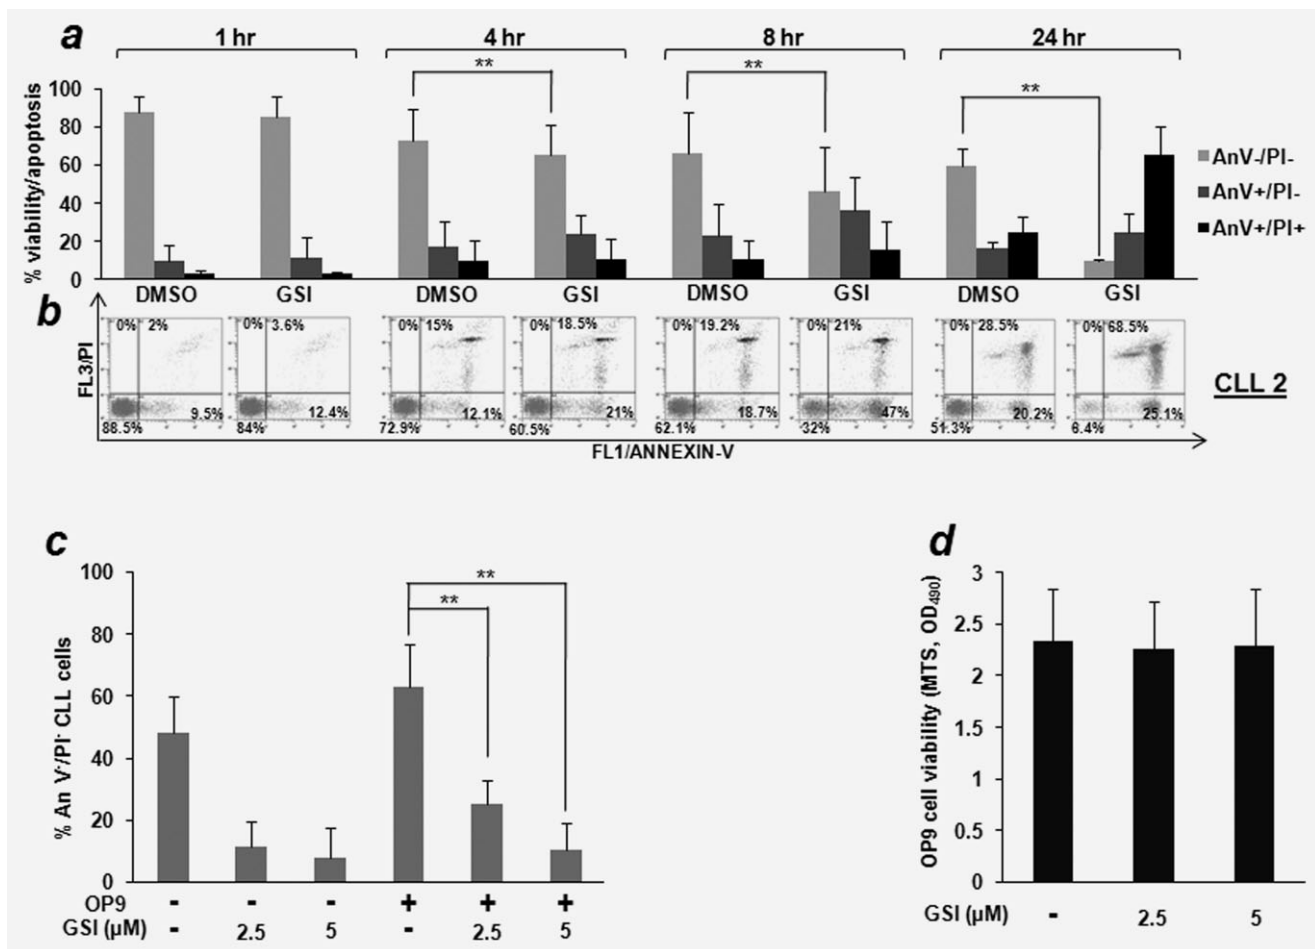 a
1 hr 4 hr 8 hr 24 hr
** ** **
100
80
60
40
20
0
% viability/apoptosis
AnV-/PI-
AnV+/PI-
AnV+/PI+
DMSO GSI DMSO GSI DMSO GSI DMSO GSI
b
FL3/PI
0% 2% 0% 3.6% 0% 15% 0% 18.5% 0% 19.2% 0% 21% 0% 28.5% 0% 68.5%
CLL 2
9.5% 12.4% 12.1% 21% 18.7% 47% 20.2% 25.1%
88.5% 84% 72.9% 60.5% 62.1% 32% 51.3% 6.4%
FL1/ANNEXIN-V
c
100
80
60
40
20
0
% An V-/PI- CLL cells
**
**
OP9 - - - + + +
GSI (µM) - 2.5 5 - 2.5 5
d
3
2.5
2
1.5
1
0.5
0
OP9 cell viability (MTS, OD490)
GSI (µM) - 2.5 5